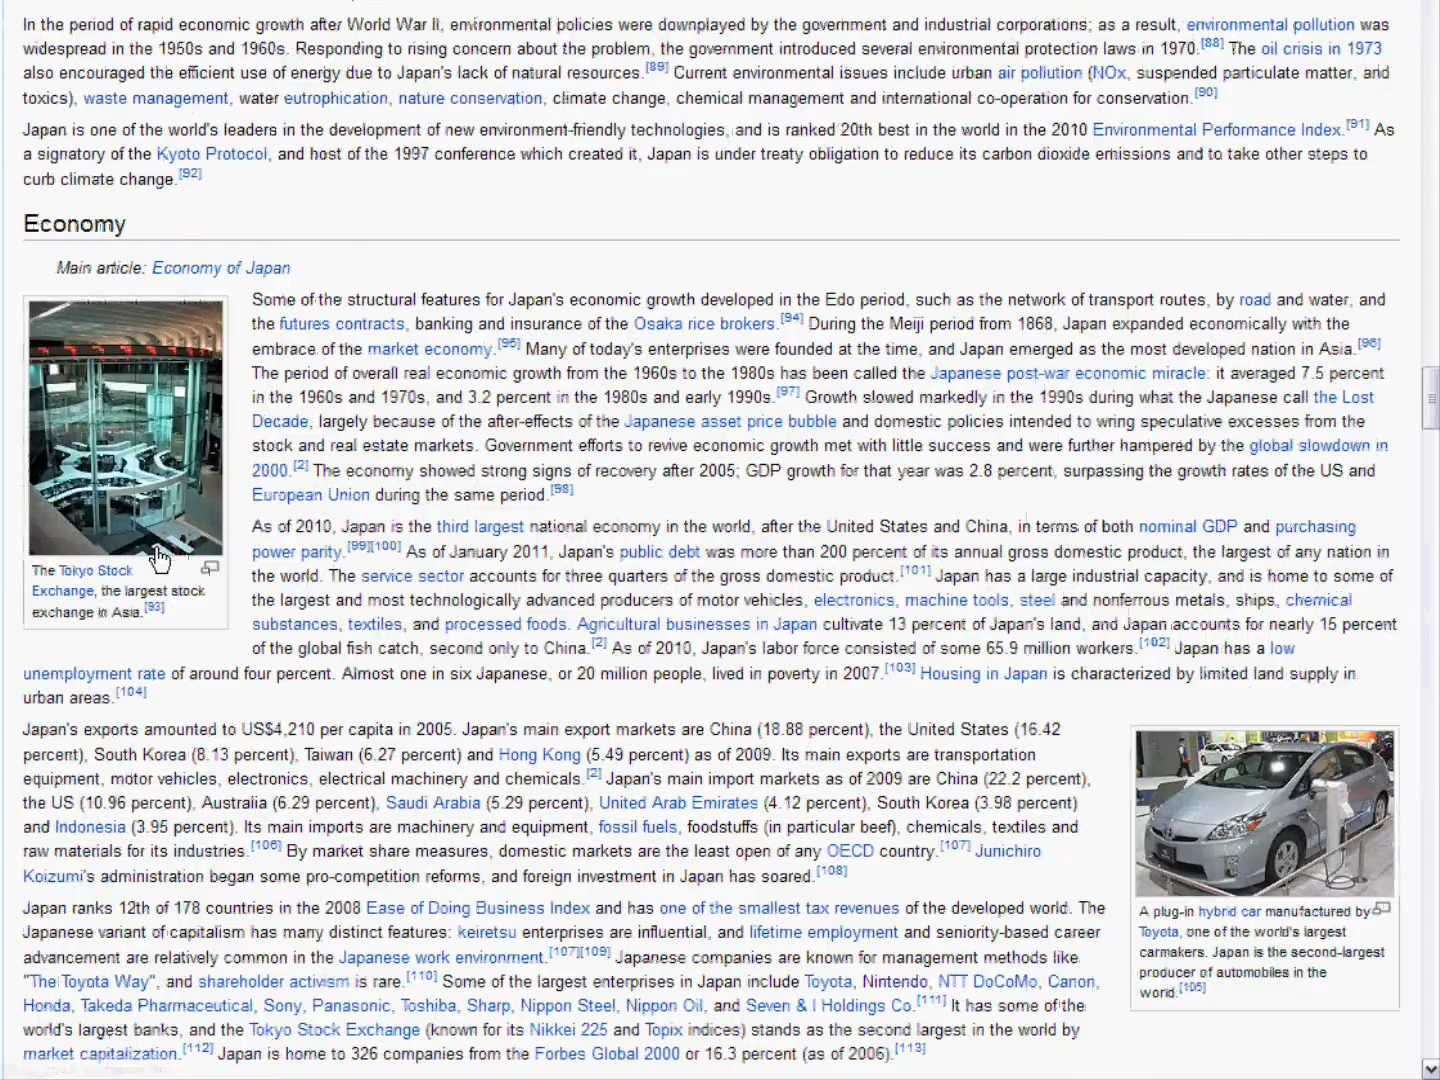 In the period of rapid economic growth after World War II, environmental policies were downplayed by the government and industrial corporations; as a result, environmental pollution was
widespread in the 1950s and 1960s. Responding to rising concern about the problem, the government introduced several environmental protection laws in 1970.[88] The oil crisis in 1973
also encouraged the efficient use of energy due to Japan's lack of natural resources.[89] Current environmental issues include urban air pollution (NOx, suspended particulate matter, and
toxics), waste management, water eutrophication, nature conservation, climate change, chemical management and international co-operation for conservation.[90]
Japan is one of the world's leaders in the development of new environment-friendly technologies, and is ranked 20th best in the world in the 2010 Environmental Performance Index.[91] As
a signatory of the Kyoto Protocol, and host of the 1997 conference which created it, Japan is under treaty obligation to reduce its carbon dioxide emissions and to take other steps to
curb climate change.[92]
Economy
Main article: Economy of Japan
Some of the structural features for Japan's economic growth developed in the Edo period, such as the network of transport routes, by road and water, and
the futures contracts, banking and insurance of the Osaka rice brokers.[94] During the Meiji period from 1868, Japan expanded economically with the
embrace of the market economy.[95] Many of today's enterprises were founded at the time, and Japan emerged as the most developed nation in Asia.[96]
The period of overall real economic growth from the 1960s to the 1980s has been called the Japanese post-war economic miracle: it averaged 7.5 percent
in the 1960s and 1970s, and 3.2 percent in the 1980s and early 1990s.[97] Growth slowed markedly in the 1990s during what the Japanese call the Lost
Decade, largely because of the after-effects of the Japanese asset price bubble and domestic policies intended to wring speculative excesses from the
stock and real estate markets. Government efforts to revive economic growth met with little success and were further hampered by the global slowdown in
2000.[2] The economy showed strong signs of recovery after 2005; GDP growth for that year was 2.8 percent, surpassing the growth rates of the US and
European Union during the same period.[98]
The Tokyo Stock
Exchange, the largest stock
exchange in Asia.[93]
As of 2010, Japan is the third largest national economy in the world, after the United States and China, in terms of both nominal GDP and purchasing
power parity.[99][100] As of January 2011, Japan's public debt was more than 200 percent of its annual gross domestic product, the largest of any nation in
the world. The service sector accounts for three quarters of the gross domestic product.[101] Japan has a large industrial capacity, and is home to some of
the largest and most technologically advanced producers of motor vehicles, electronics, machine tools, steel and nonferrous metals, ships, chemical
substances, textiles, and processed foods. Agricultural businesses in Japan cultivate 13 percent of Japan's land, and Japan accounts for nearly 15 percent
of the global fish catch, second only to China.[2] As of 2010, Japan's labor force consisted of some 65.9 million workers.[102] Japan has a low
unemployment rate of around four percent. Almost one in six Japanese, or 20 million people, lived in poverty in 2007.[103] Housing in Japan is characterized by limited land supply in
urban areas.[104]
Japan's exports amounted to US$4,210 per capita in 2005. Japan's main export markets are China (18.88 percent), the United States (16.42
percent), South Korea (8.13 percent), Taiwan (6.27 percent) and Hong Kong (5.49 percent) as of 2009. Its main exports are transportation
equipment, motor vehicles, electronics, electrical machinery and chemicals.[2] Japan's main import markets as of 2009 are China (22.2 percent),
the US (10.96 percent), Australia (6.29 percent), Saudi Arabia (5.29 percent), United Arab Emirates (4.12 percent), South Korea (3.98 percent)
and Indonesia (3.95 percent). Its main imports are machinery and equipment, fossil fuels, foodstuffs (in particular beef), chemicals, textiles and
raw materials for its industries.[106] By market share measures, domestic markets are the least open of any OECD country.[107] Junichiro
Koizumi's administration began some pro-competition reforms, and foreign investment in Japan has soared.[108]
A plug-in hybrid car manufactured by
Toyota, one of the world's largest
carmakers. Japan is the second-largest
producer of automobiles in the
world.[105]
Japan ranks 12th of 178 countries in the 2008 Ease of Doing Business Index and has one of the smallest tax revenues of the developed world. The
Japanese variant of capitalism has many distinct features: keiretsu enterprises are influential, and lifetime employment and seniority-based career
advancement are relatively common in the Japanese work environment.[107][109] Japanese companies are known for management methods like
"The Toyota Way", and shareholder activism is rare.[110] Some of the largest enterprises in Japan include Toyota, Nintendo, NTT DoCoMo, Canon,
Honda, Takeda Pharmaceutical, Sony, Panasonic, Toshiba, Sharp, Nippon Steel, Nippon Oil, and Seven & I Holdings Co.[111] It has some of the
world's largest banks, and the Tokyo Stock Exchange (known for its Nikkei 225 and Topix indices) stands as the second largest in the world by
market capitalization.[112] Japan is home to 326 companies from the Forbes Global 2000 or 16.3 percent (as of 2006).[113]